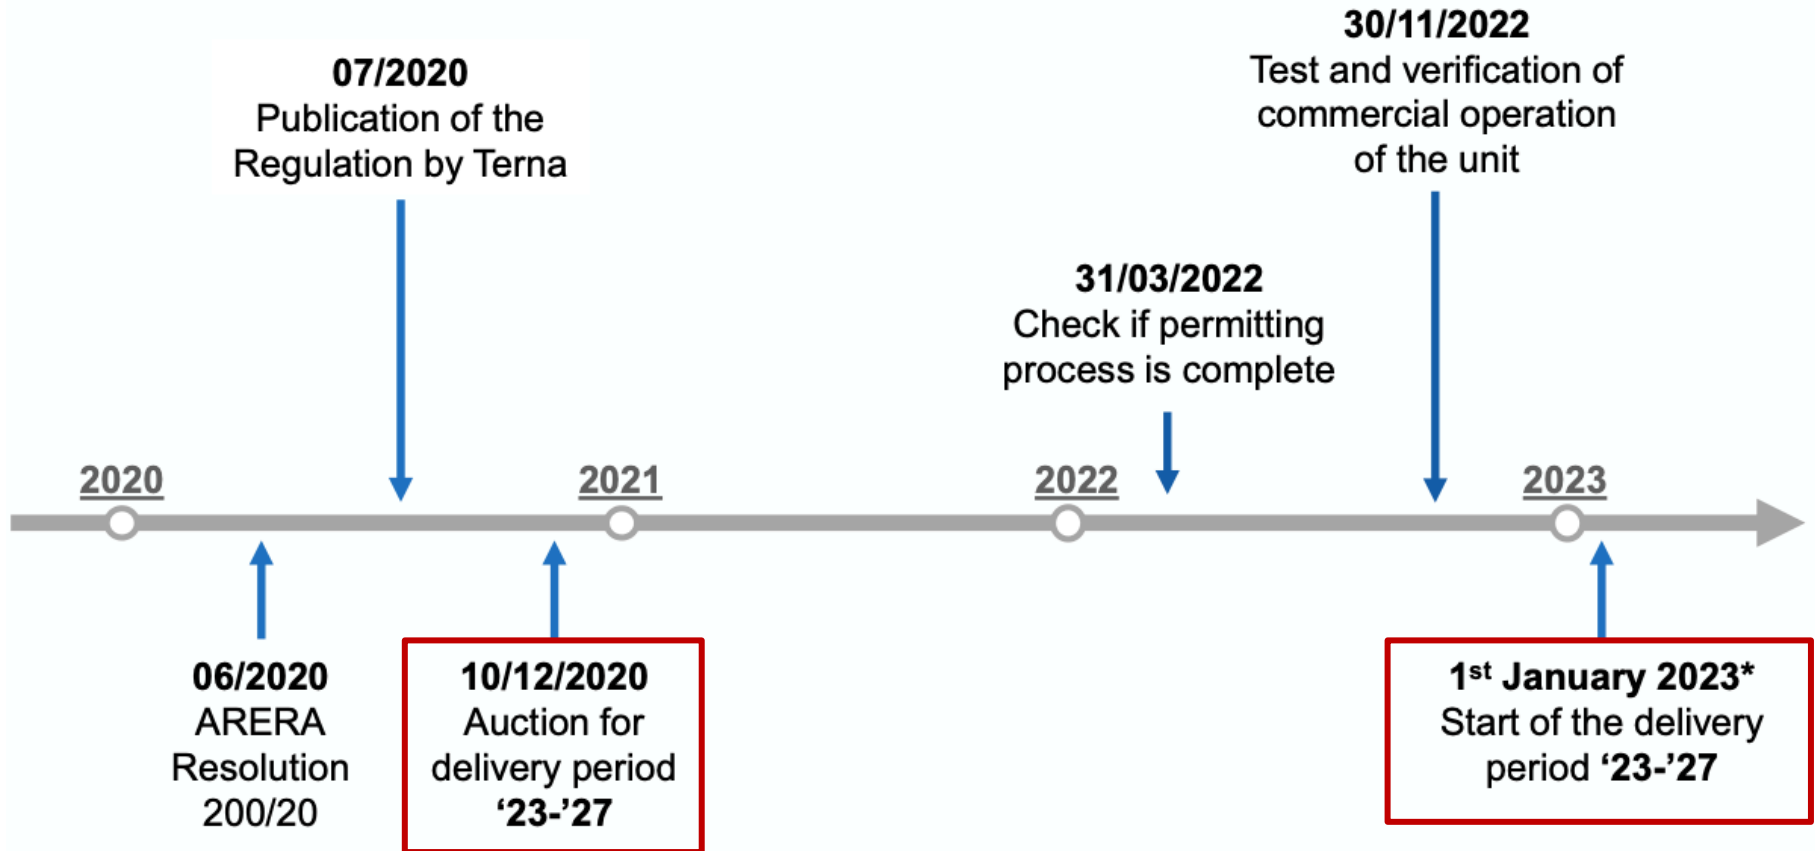 07/2020
Publication of the
Regulation by Terna
30/11/2022
Test and verification of
commercial operation
of the unit
31/03/2022
Check if permitting
process is complete
2020
2021
2022
2023
06/2020
ARERA
Resolution
200/20
10/12/2020
Auction for
delivery period
‘23-’27
1st January 2023*
Start of the delivery
period ‘23-’27